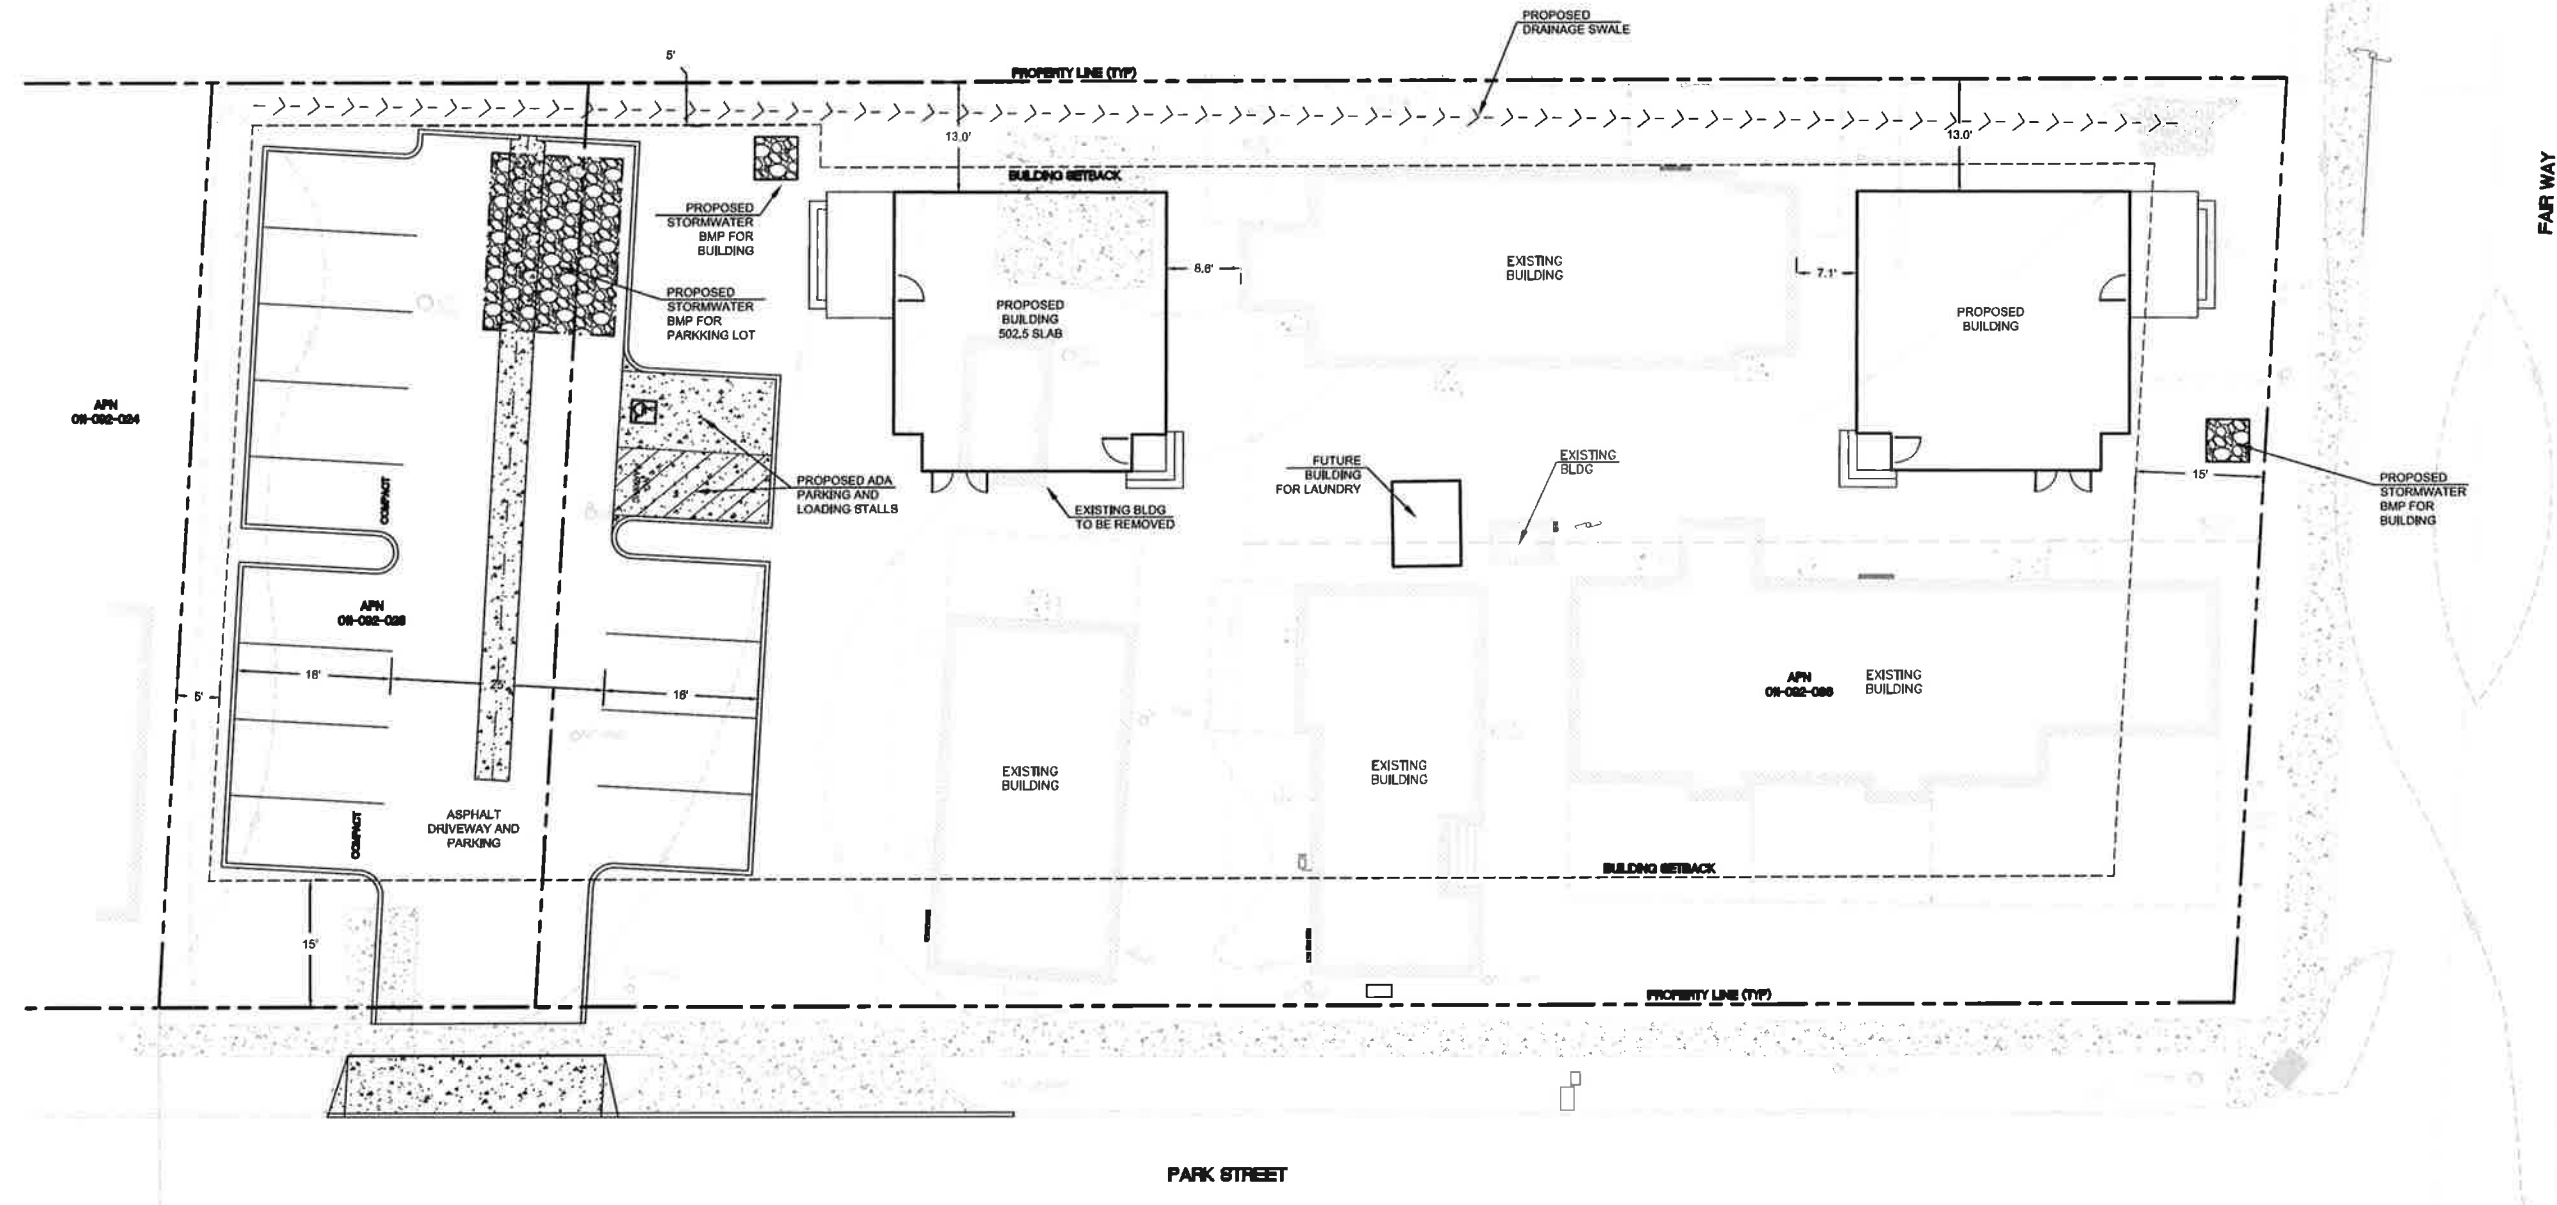 PROPOSED
DRAINAGE SWALE
5'
PROPERTY LINE (TYP)
13.0'
13.0'
FAIR WAY
BUILDING SETBACK
PROPOSED
STORMWATER
BMP FOR
BUILDING
EXISTING
BUILDING
8.6'
7.1'
PROPOSED
STORMWATER
BMP FOR
PARKKING LOT
PROPOSED
BUILDING
502.5 SLAB
PROPOSED
BUILDING
APN
011-092-024
COMPACT
PROPOSED ADA
PARKING AND
LOADING STALLS
EXISTING BLDG
TO BE REMOVED
FUTURE
BUILDING
FOR LAUNDRY
EXISTING
BLDG
15'
PROPOSED
STORMWATER
BMP FOR
BUILDING
APN
18'
16'
5'
APN
EXISTING
BUILDING
EXISTING
BUILDING
EXISTING
BUILDING
COMPACT
ASPHALT
DRIVEWAY AND
PARKING
BUILDING SETBACK
15'
PROPERTY LINE (TYP)
PARK STREET